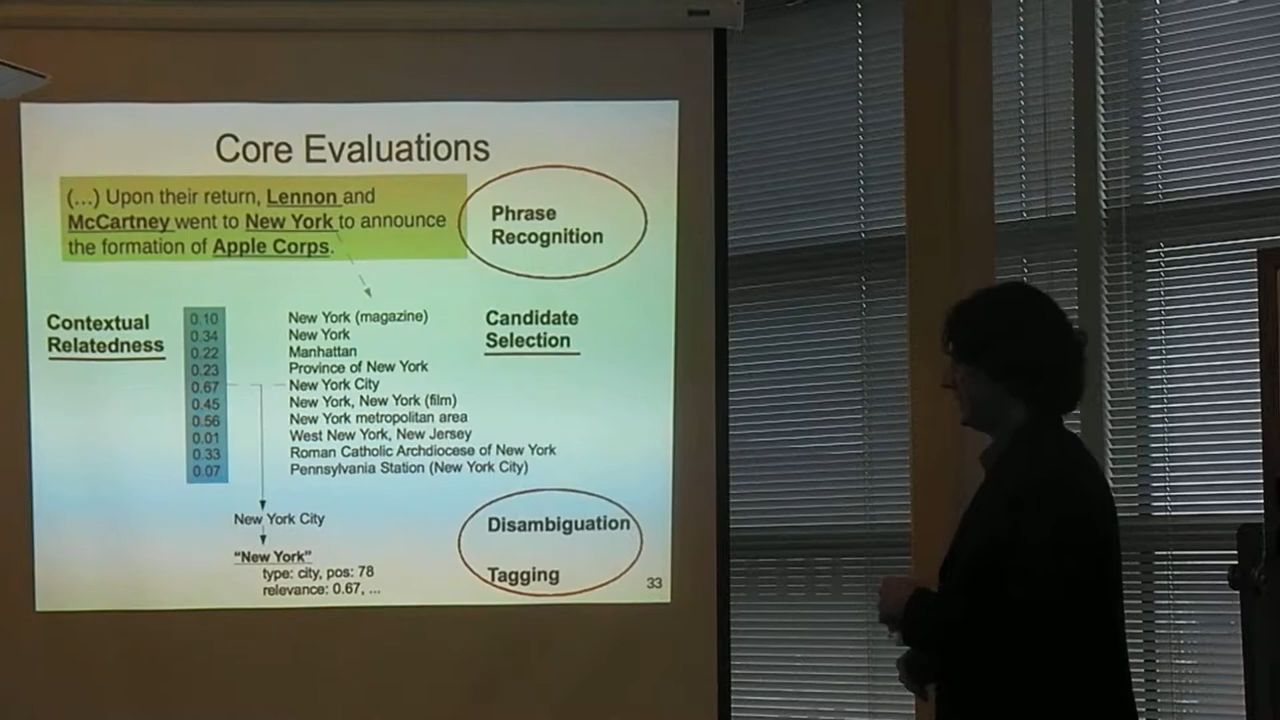 Core Evaluations
(...) Upon their return, Lennon and
McCartney went to New York to announce
the formation of Apple Corps.
Phrase
Recognition
Contextual
Relatedness
0.10
0.34
0.22
0.23
0.67
0.45
0.56
0.01
0.33
0.07
New York (magazine)
New York
Manhattan
Province of New York
New York City
New York, New York (film)
New York metropolitan area
West New York, New Jersey
Roman Catholic Archdiocese of New York
Pennsylvania Station (New York City)
Candidate
Selection
New York City
“New York”
type: city, pos: 78
relevance: 0.67, ...
Disambiguation
Tagging
33